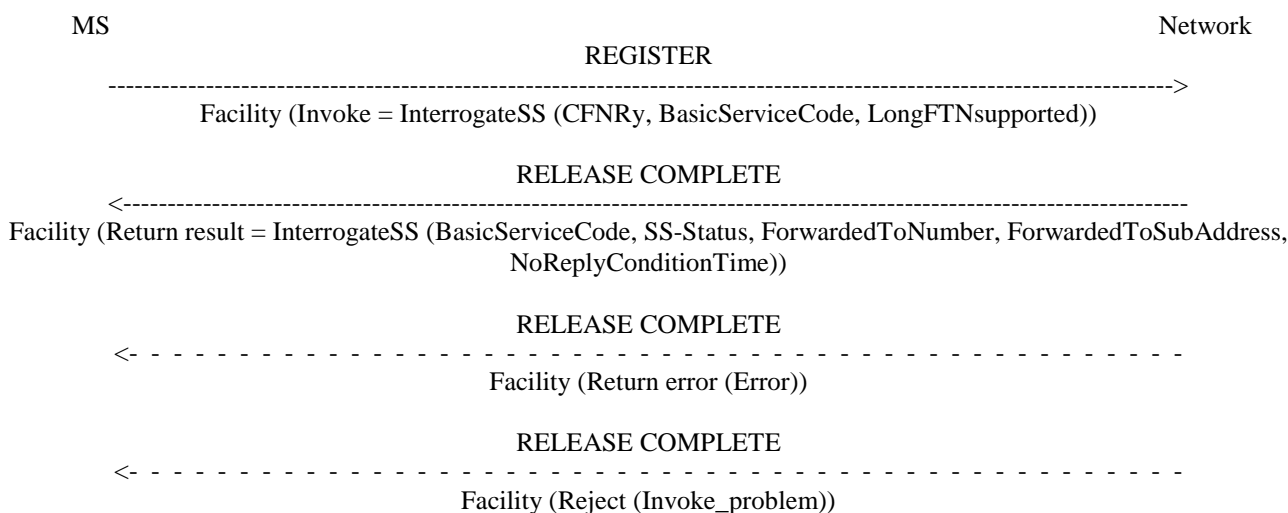 MS Network
REGISTER
------------------------------------------------------------------------------------------------------------------------->
Facility (Invoke = InterrogateSS (CFNRy, BasicServiceCode, LongFTNsupported))
RELEASE COMPLETE
<-------------------------------------------------------------------------------------------------------------------------
Facility (Return result = InterrogateSS (BasicServiceCode, SS-Status, ForwardedToNumber, ForwardedToSubAddress,
NoReplyConditionTime))
RELEASE COMPLETE
<- - - - - - - - - - - - - - - - - - - - - - - - - - - - - - - - - - - - - - - - - - - - - - - - - - - - - - - - - - - - -
Facility (Return error (Error))
RELEASE COMPLETE
<- - - - - - - - - - - - - - - - - - - - - - - - - - - - - - - - - - - - - - - - - - - - - - - - - - - - - - - - - - - - -
Facility (Reject (Invoke_problem))